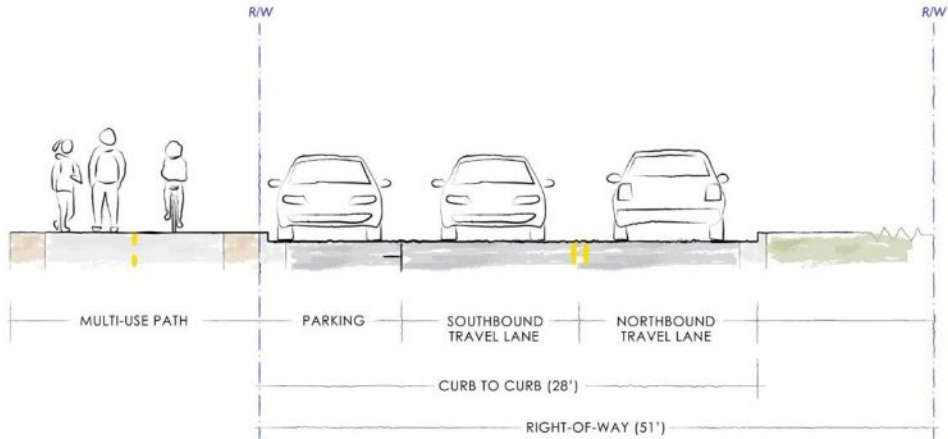 R/W
R/W
MULTI-USE PATH
PARKING
SOUTHBOUND
TRAVEL LANE
NORTHBOUND
TRAVEL LANE
CURB TO CURB (28')
RIGHT-OF-WAY (51')